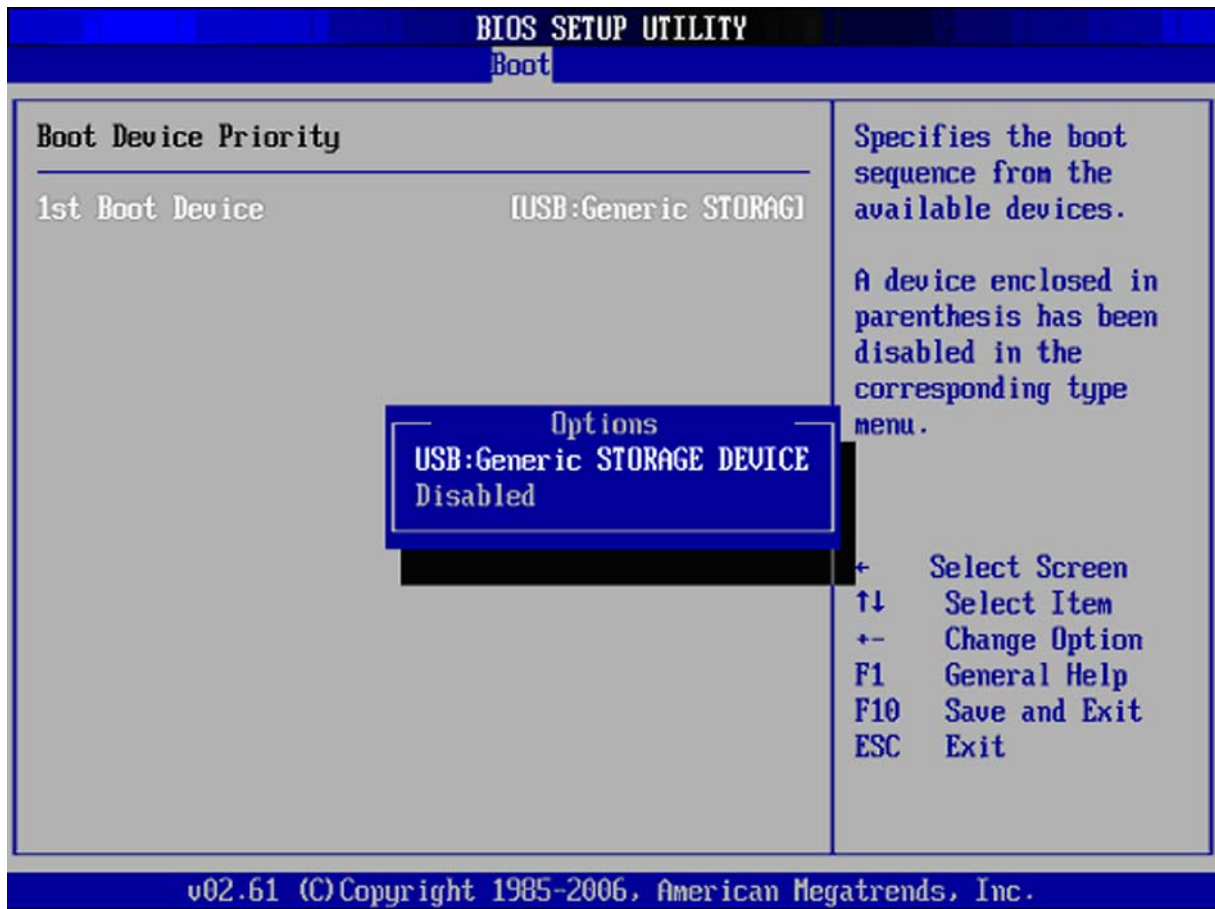 BIOS SETUP UTILITY
Boot
Boot Device Priority
1st Boot Device [USB:Generic STORAG]
Options
USB:Generic STORAGE DEVICE
Disabled
Specifies the boot
sequence from the
available devices.
A device enclosed in
parenthesis has been
disabled in the
corresponding type
menu.
← Select Screen
↑↓ Select Item
+- Change Option
F1 General Help
F10 Save and Exit
ESC Exit
v02.61 (C)Copyright 1985-2006, American Megatrends, Inc.